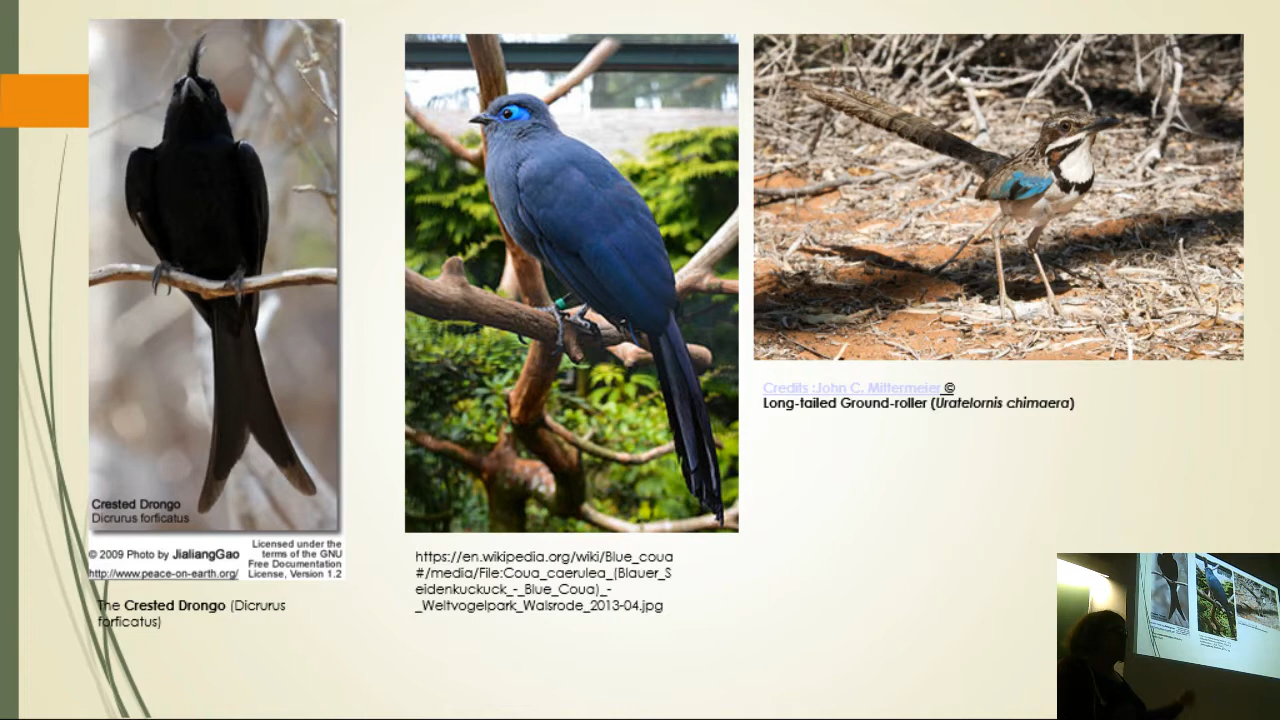 Crested Drongo
Dicrurus forficatus
© 2009 Photo by JialiangGao
http://www.peace-on-earth.org/
Licensed under the
terms of the GNU
Free Documentation
License, Version 1.2
The Crested Drongo (Dicrurus
forficatus)
https://en.wikipedia.org/wiki/Blue_coua
#/media/File:Coua_caerulea_(Blauer_S
eidenkuckuck_-_Blue_Coua)_-
_Weltvogelpark_Walsrode_2013-04.jpg
Credits :John C. Mittermeier ©
Long-tailed Ground-roller (Uratelornis chimaera)